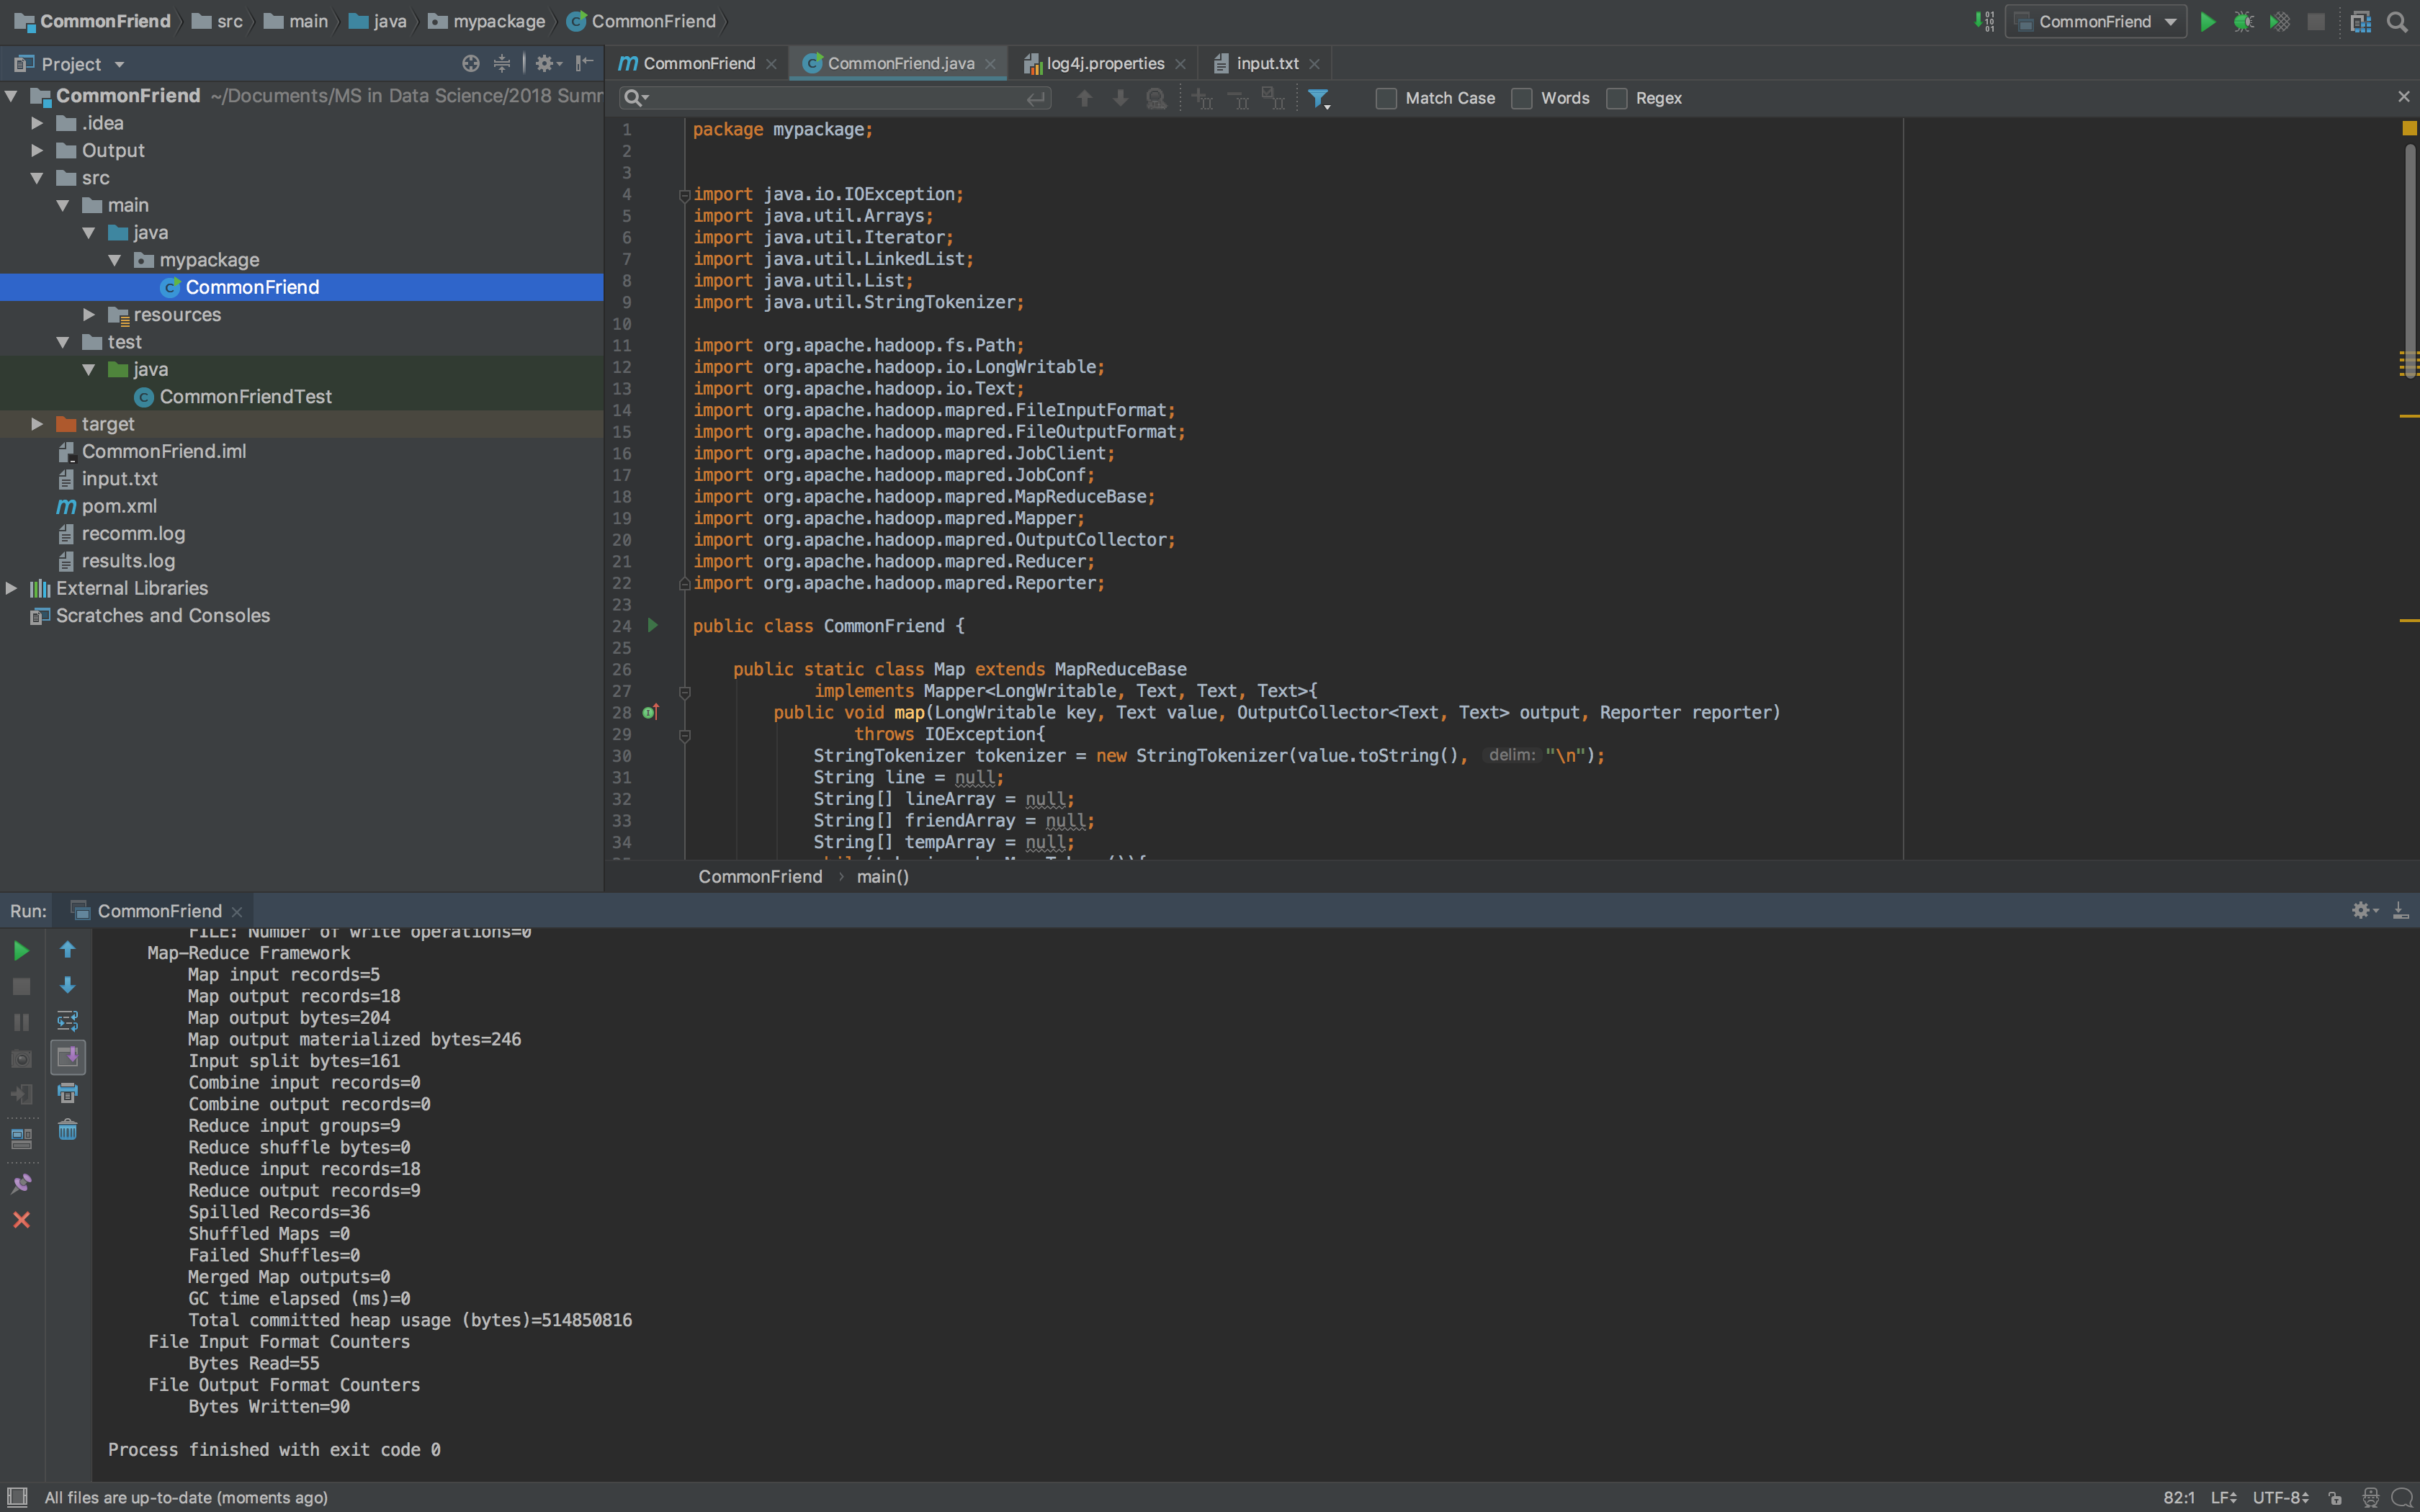 CommonFriend src main java mypackage CommonFriend
CommonFriend
Project
CommonFriend ~/Documents/MS in Data Science/2018 Summ
.idea
Output
src
main
java
mypackage
CommonFriend
resources
test
java
CommonFriendTest
target
CommonFriend.iml
input.txt
pom.xml
recomm.log
results.log
External Libraries
Scratches and Consoles
CommonFriend CommonFriend.java log4j.properties input.txt
Match Case Words Regex
1 package mypackage;
2
3
4 import java.io.IOException;
5 import java.util.Arrays;
6 import java.util.Iterator;
7 import java.util.LinkedList;
8 import java.util.List;
9 import java.util.StringTokenizer;
10
11 import org.apache.hadoop.fs.Path;
12 import org.apache.hadoop.io.LongWritable;
13 import org.apache.hadoop.io.Text;
14 import org.apache.hadoop.mapred.FileInputFormat;
15 import org.apache.hadoop.mapred.FileOutputFormat;
16 import org.apache.hadoop.mapred.JobClient;
17 import org.apache.hadoop.mapred.JobConf;
18 import org.apache.hadoop.mapred.MapReduceBase;
19 import org.apache.hadoop.mapred.Mapper;
20 import org.apache.hadoop.mapred.OutputCollector;
21 import org.apache.hadoop.mapred.Reducer;
22 import org.apache.hadoop.mapred.Reporter;
23
24 public class CommonFriend {
25
26 public static class Map extends MapReduceBase
27 implements Mapper<LongWritable, Text, Text, Text>{
28 public void map(LongWritable key, Text value, OutputCollector<Text, Text> output, Reporter reporter)
29 throws IOException{
30 StringTokenizer tokenizer = new StringTokenizer(value.toString(), delim: "\n");
31 String line = null;
32 String[] lineArray = null;
33 String[] friendArray = null;
34 String[] tempArray = null;
CommonFriend › main()
Run: CommonFriend
FILE: Number of write operations=0
Map-Reduce Framework
Map input records=5
Map output records=18
Map output bytes=204
Map output materialized bytes=246
Input split bytes=161
Combine input records=0
Combine output records=0
Reduce input groups=9
Reduce shuffle bytes=0
Reduce input records=18
Reduce output records=9
Spilled Records=36
Shuffled Maps =0
Failed Shuffles=0
Merged Map outputs=0
GC time elapsed (ms)=0
Total committed heap usage (bytes)=514850816
File Input Format Counters
Bytes Read=55
File Output Format Counters
Bytes Written=90
Process finished with exit code 0
All files are up-to-date (moments ago)
82:1 LF UTF-8